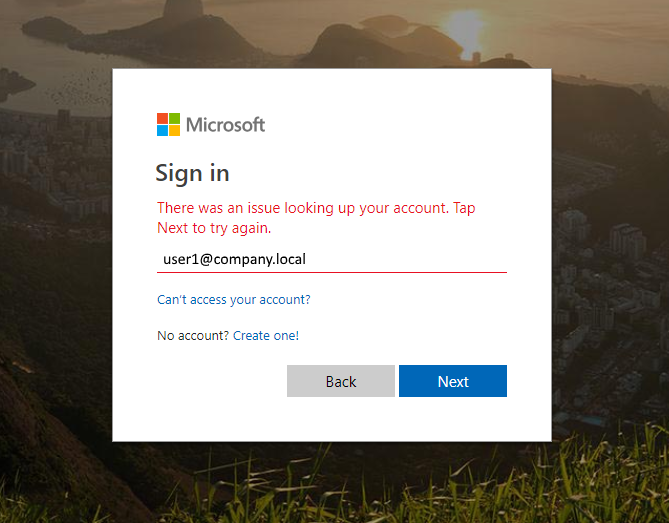 Microsoft
Sign in
There was an issue looking up your account. Tap
Next to try again.
user1@company.local
Can't access your account?
No account? Create one!
Back
Next